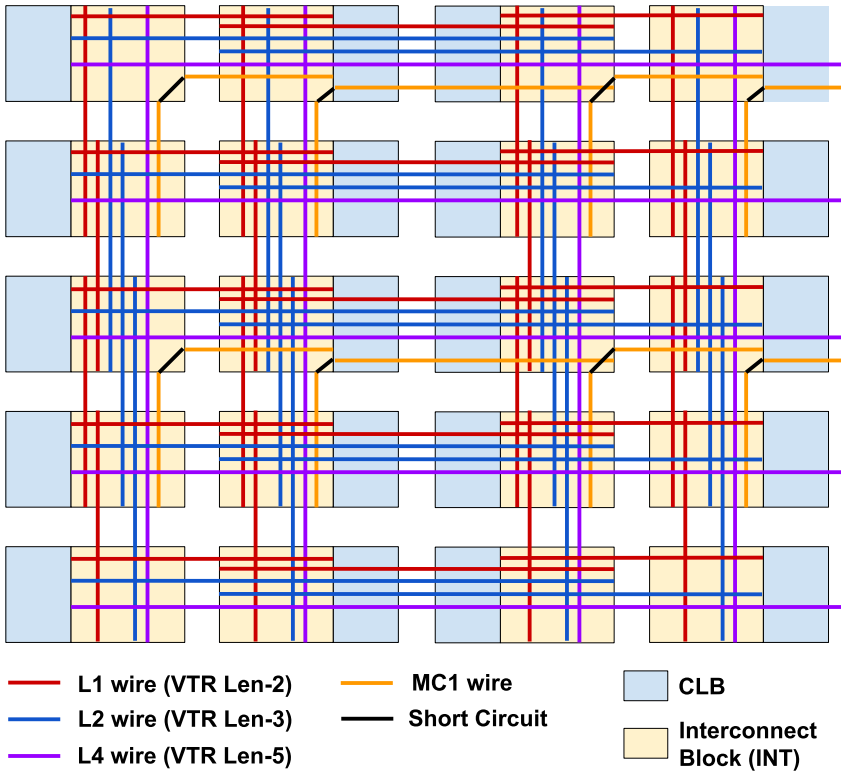 L1 wire (VTR Len-2)
MC1 wire
CLB
L2 wire (VTR Len-3)
Short Circuit
L4 wire (VTR Len-5)
Interconnect
Block (INT)